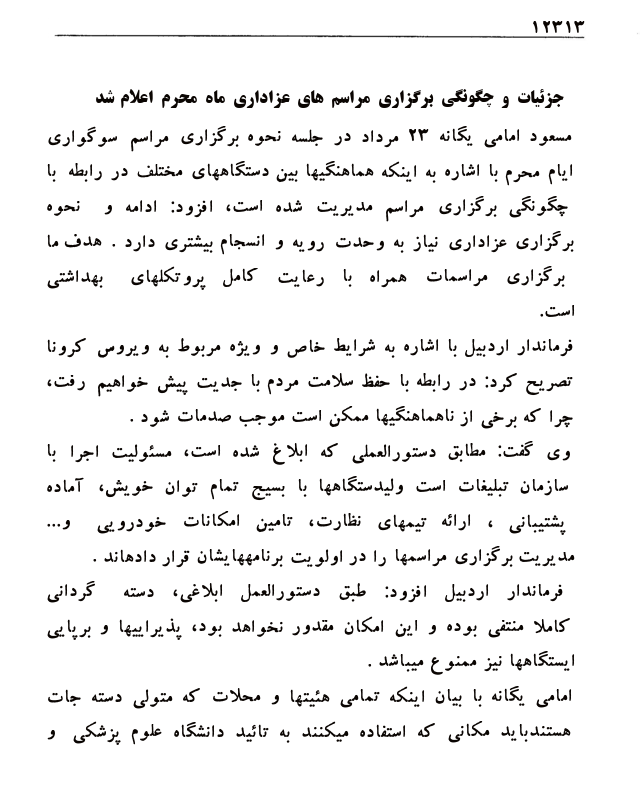 ۱۲۳۱۳
جزئیات و چگونگی برگزاری مراسم های عزاداری ماه محرم اعلام شد
مسعود امامی یگانه ۲۳ مرداد در جلسه نحوه برگزاری مراسم سوگواری
ایام محرم با اشاره به اینکه هماهنگیها بین دستگاههای مختلف در رابطه با
چگونگی برگزاری مراسم مدیریت شده است، افزود: ادامه و نحوه
برگزاری عزاداری نیاز به وحدت رویه و انسجام بیشتری دارد . هدف ما
برگزاری مراسمات همراه با رعایت کامل پروتکلهای بهداشتی
است.
فرماندار اردبیل با اشاره به شرایط خاص و ویژه مربوط به ویروس کرونا
تصریح کرد: در رابطه با حفظ سلامت مردم با جدیت پیش خواهیم رفت،
چرا که برخی از ناهماهنگیها ممکن است موجب صدمات شود .
وی گفت: مطابق دستورالعملی که ابلاغ شده است، مسئولیت اجرا با
سازمان تبلیغات است ولیدستگاهها با بسیج تمام توان خویش، آماده
پشتیبانی ، ارائه تیمهای نظارت، تامین امکانات خودرویی و...
مدیریت برگزاری مراسمها را در اولویت برنامههایشان قرار دادهاند .
فرماندار اردبیل افزود: طبق دستورالعمل ابلاغی، دسته گردانی
کاملا منتفی بوده و این امکان مقدور نخواهد بود، پذیراییها و برپایی
ایستگاهها نیز ممنوع میباشد .
امامی یگانه با بیان اینکه تمامی هئیتها و محلات که متولی دسته جات
هستندباید مکانی که استفاده میکنند به تائید دانشگاه علوم پزشکی و